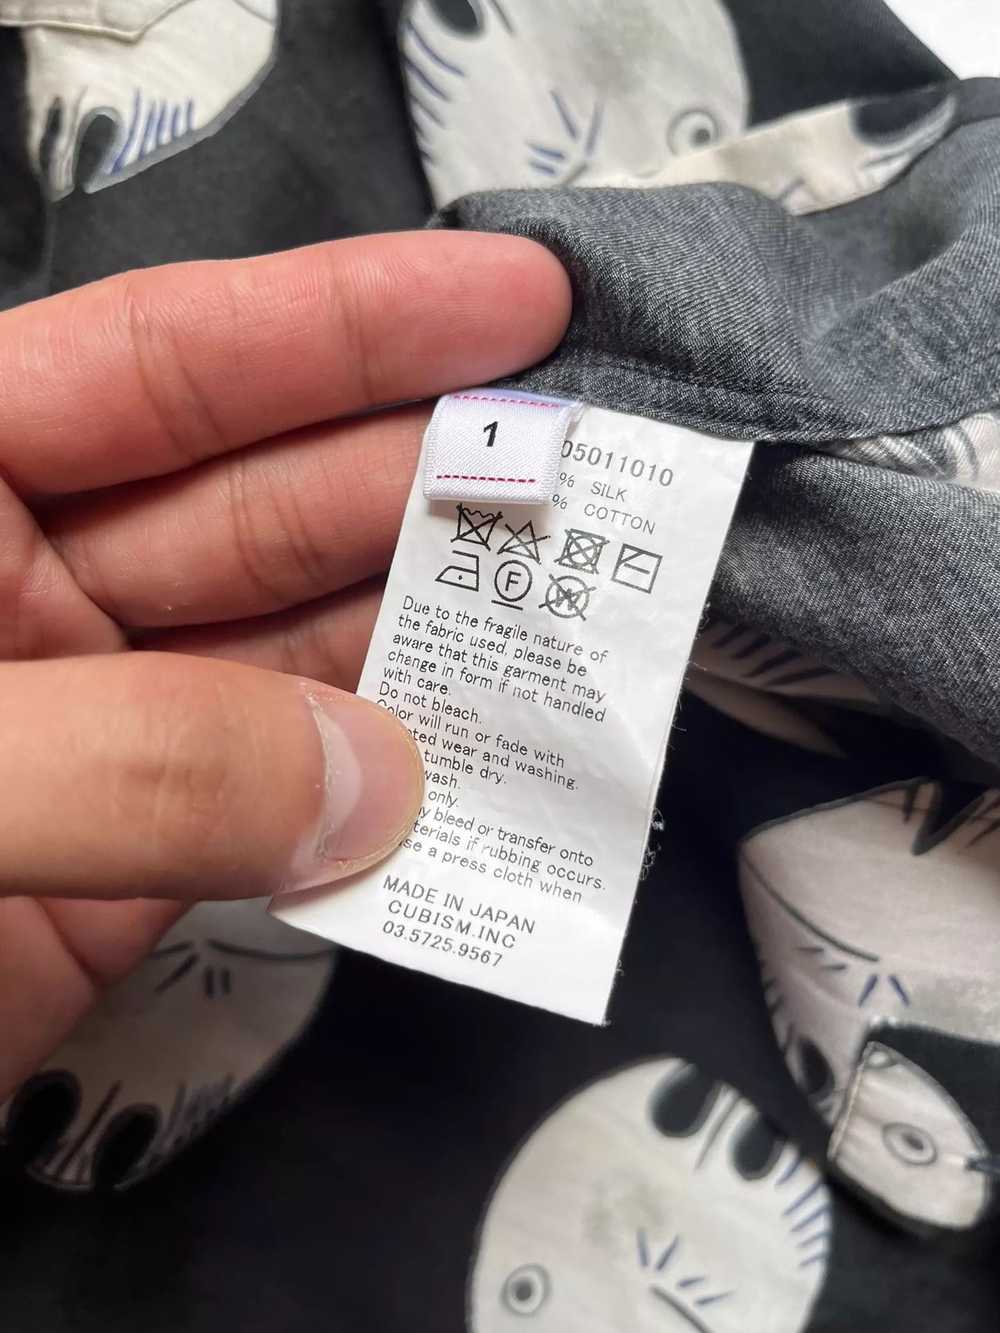 1
05011010
% SILK
% COTTON
F
W
Due to the fragile nature of
the fabric used, please be
aware that this garment may
change in form if not handled
with care.
Do not bleach.
Color will run or fade with
wear and washing.
tumble dry.
wash.
only.
bleed or transfer onto
if rubbing occurs.
a press cloth when
MADE IN JAPAN
CUBISM.INC
03.5725.9567